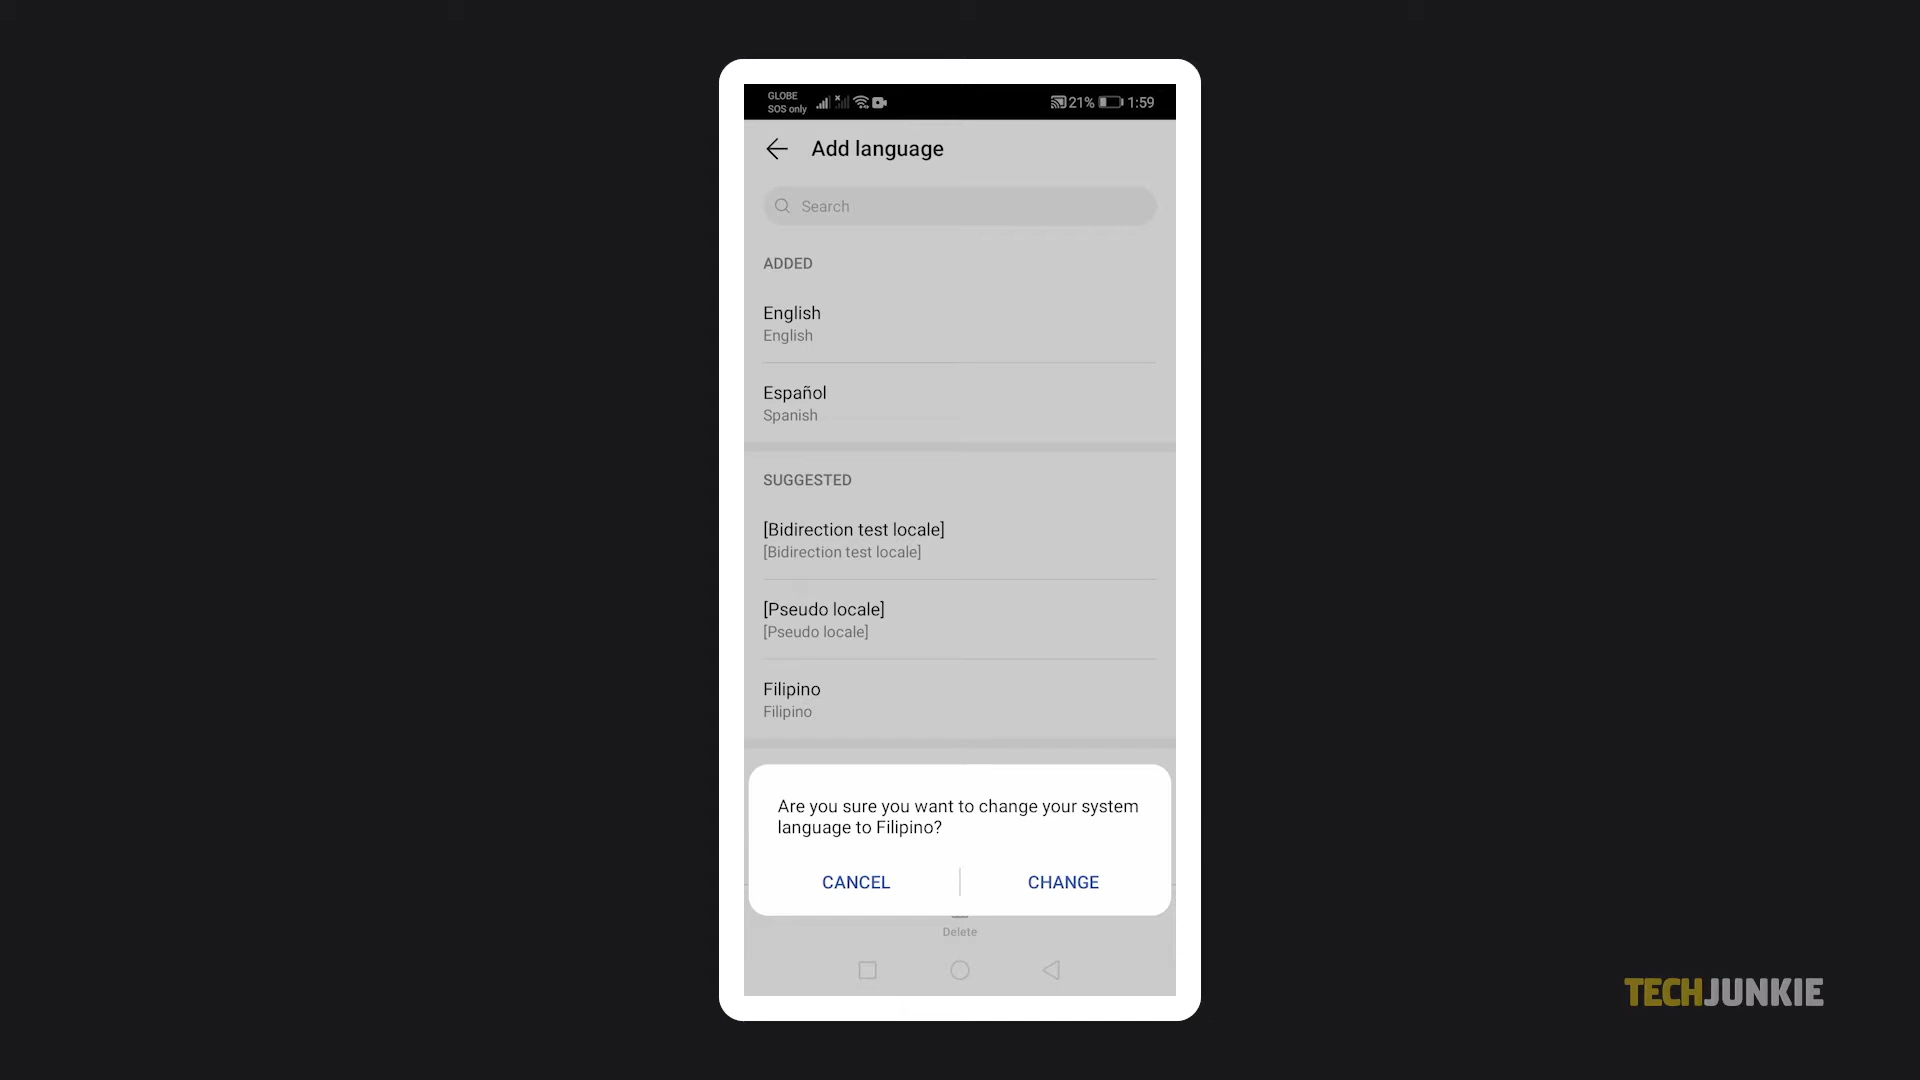 GLOBE
SOS only
21%
1:59
Add language
Search
ADDED
English
English
Español
Spanish
SUGGESTED
[Bidirection test locale]
[Bidirection test locale]
[Pseudo locale]
[Pseudo locale]
Filipino
Filipino
Are you sure you want to change your system
language to Filipino?
CANCEL
CHANGE
Delete
TECHJUNKIE